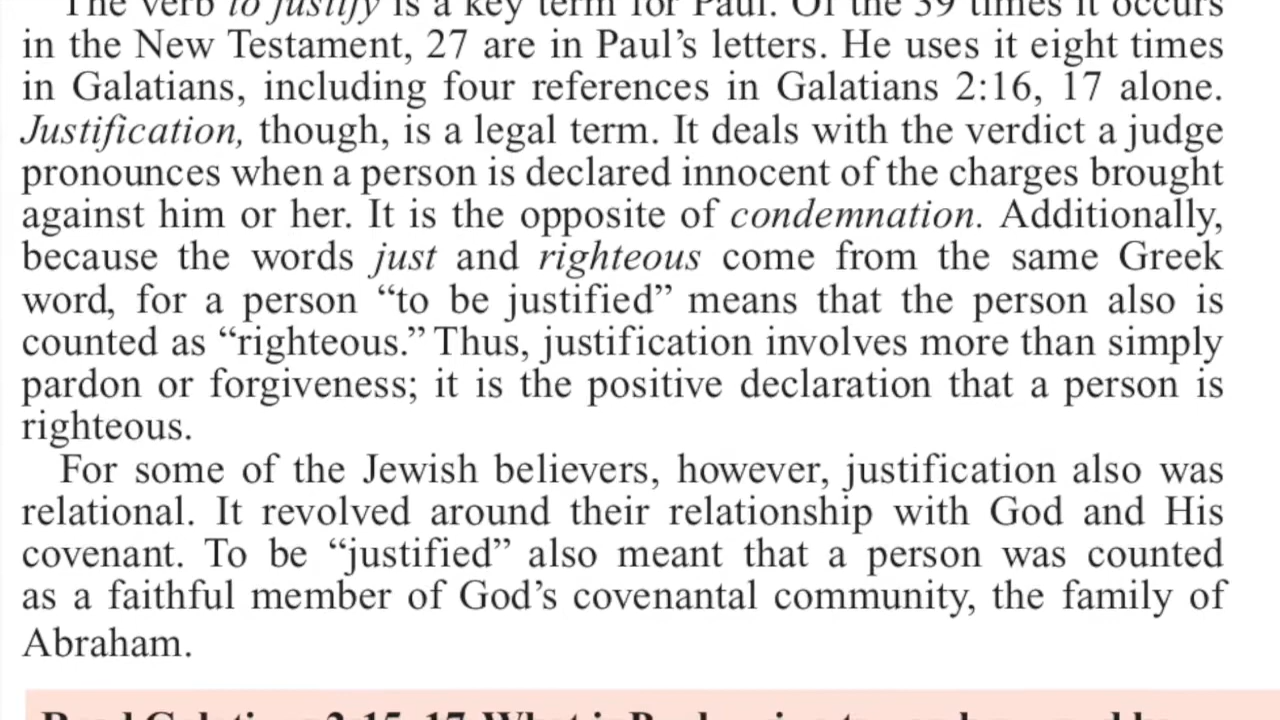 The verb to justify is a key term for Paul. Of the 39 times it occurs
in the New Testament, 27 are in Paul’s letters. He uses it eight times
in Galatians, including four references in Galatians 2:16, 17 alone.
Justification, though, is a legal term. It deals with the verdict a judge
pronounces when a person is declared innocent of the charges brought
against him or her. It is the opposite of condemnation. Additionally,
because the words just and righteous come from the same Greek
word, for a person “to be justified” means that the person also is
counted as “righteous.” Thus, justification involves more than simply
pardon or forgiveness; it is the positive declaration that a person is
righteous.
For some of the Jewish believers, however, justification also was
relational. It revolved around their relationship with God and His
covenant. To be “justified” also meant that a person was counted
as a faithful member of God’s covenantal community, the family of
Abraham.
Read Galatians 2:15–17. What is Paul